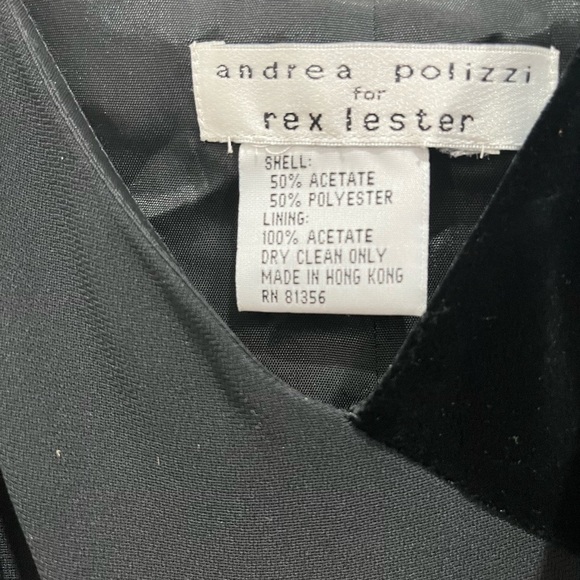 andrea polizzi
for
rex lester
SHELL:
50% ACETATE
50% POLYESTER
LINING:
100% ACETATE
DRY CLEAN ONLY
MADE IN HONG KONG
RN 81356